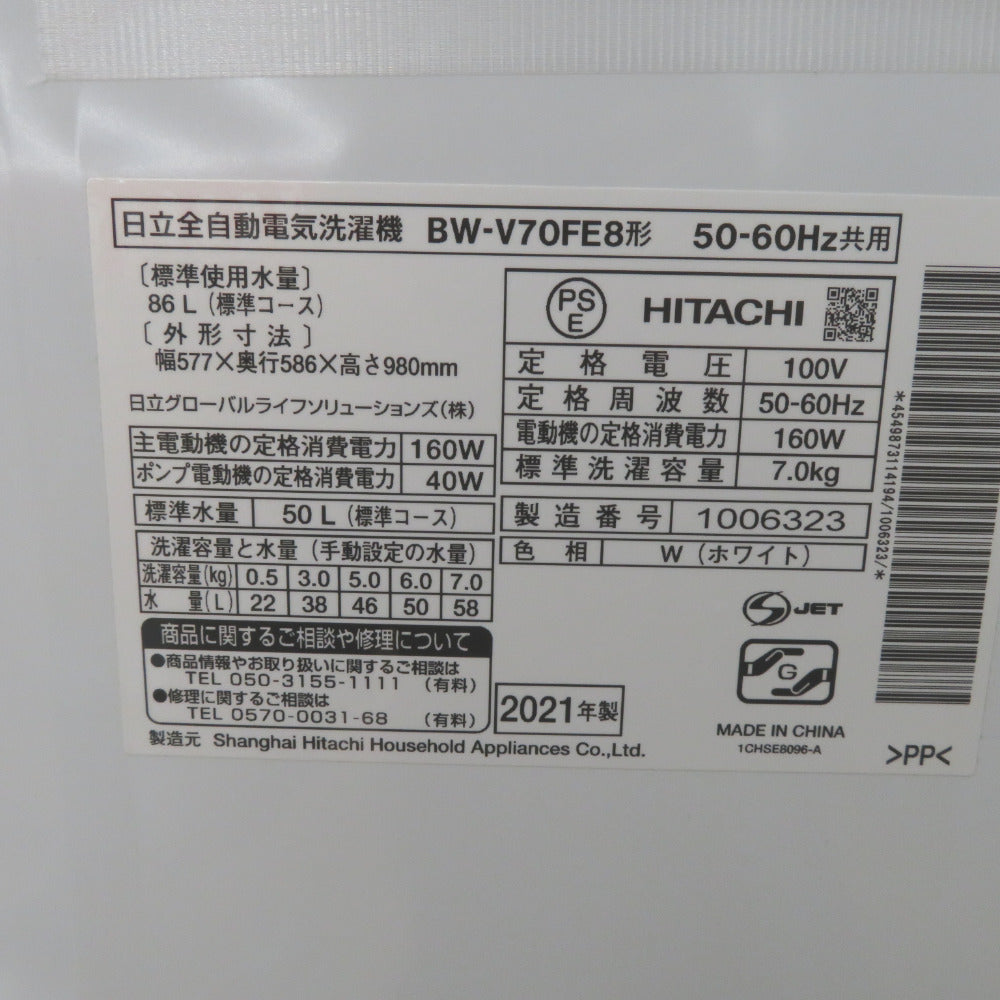 日立全自動電気洗濯機 BW-V70FE8形 50-60Hz共用
〔標準使用水量〕
86 L (標準コース)
〔外形寸法〕
幅577×奥行586×高さ980mm
日立グローバルライフソリューションズ(株)
主電動機の定格消費電力 160W
ポンプ電動機の定格消費電力 40W
標準水量 50 L (標準コース)
洗濯容量と水量 (手動設定の水量)
洗濯容量(kg) 0.5 3.0 5.0 6.0 7.0
水量(L) 22 38 46 50 58
商品に関するご相談や修理について
●商品情報やお取り扱いに関するご相談は
TEL 050-3155-1111 (有料)
●修理に関するご相談は
TEL 0570-0031-68 (有料)
製造元 Shanghai Hitachi Household Appliances Co.,Ltd.
2021年製
PS
E
HITACHI
定格電圧 100V
定格周波数 50-60Hz
電動機の定格消費電力 160W
標準洗濯容量 7.0kg
製造番号 1006323
色相 W (ホワイト)
S JET
G
MADE IN CHINA
1CHSE8096-A
*4549873114194/1006323/*
>PP<